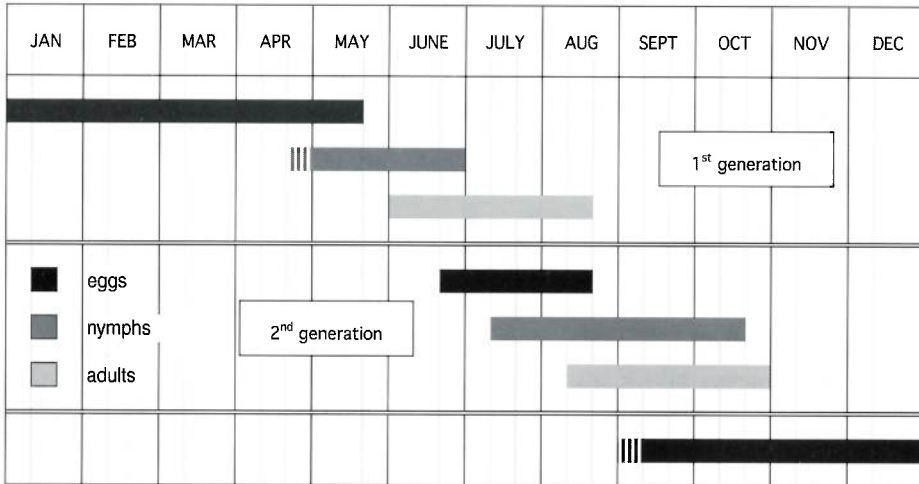 JAN FEB MAR APR MAY JUNE JULY AUG SEPT OCT NOV DEC
1st generation
eggs
nymphs
2nd generation
adults